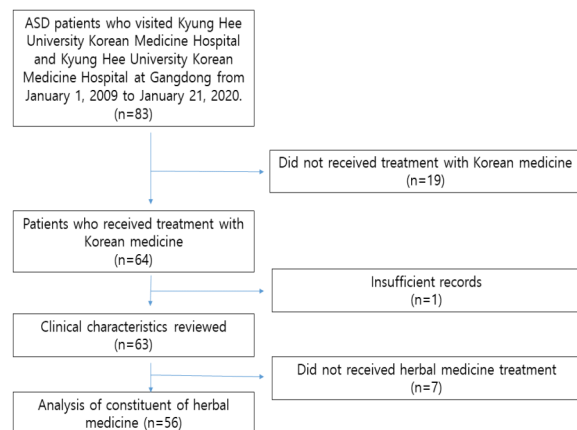 ASD patients who visited Kyung Hee
University Korean Medicine Hospital
and Kyung Hee University Korean
Medicine Hospital at Gangdong from
January 1, 2009 to January 21, 2020.
(n=83)
Did not received treatment with Korean medicine
(n=19)
Patients who received treatment with
Korean medicine
(n=64)
Insufficient records
(n=1)
Clinical characteristics reviewed
(n=63)
Did not received herbal medicine treatment
(n=7)
Analysis of constituent of herbal
medicine (n=56)